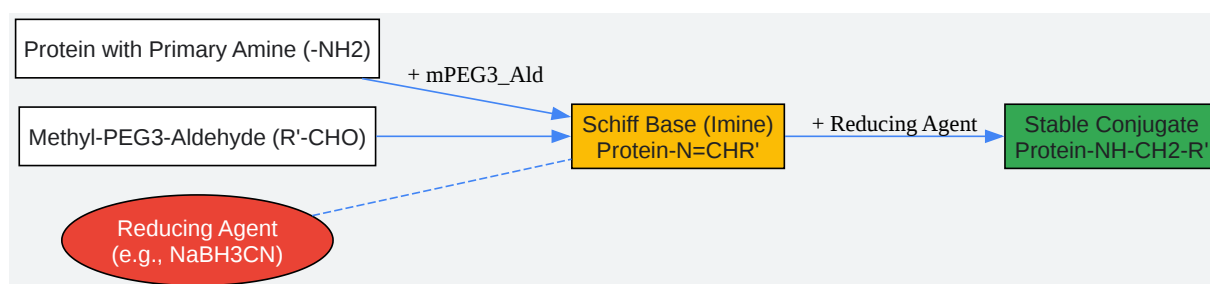 Protein with Primary Amine (-NH2)
+ mPEG3_Ald
Methyl-PEG3-Aldehyde (R'-CHO)
Schiff Base (Imine)
Protein-N=CHR'
+ Reducing Agent
Stable Conjugate
Protein-NH-CH2-R'
Reducing Agent
(e.g., NaBH3CN)